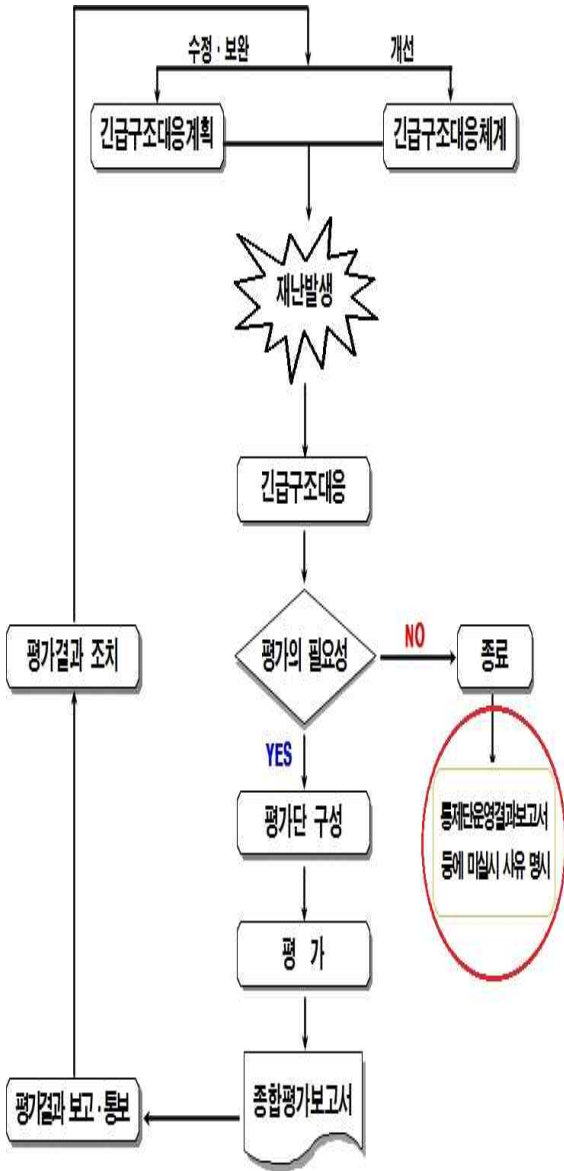 수정·보완
개선
긴급구조대응계획
긴급구조대응체계
재난발생
긴급구조대응
평가의 필요성
NO
종료
평가결과 조치
YES
통제단운영결과보고서
등에 미실시 사유 명시
평가단 구성
평 가
종합평가보고서
평가결과 보고·통보